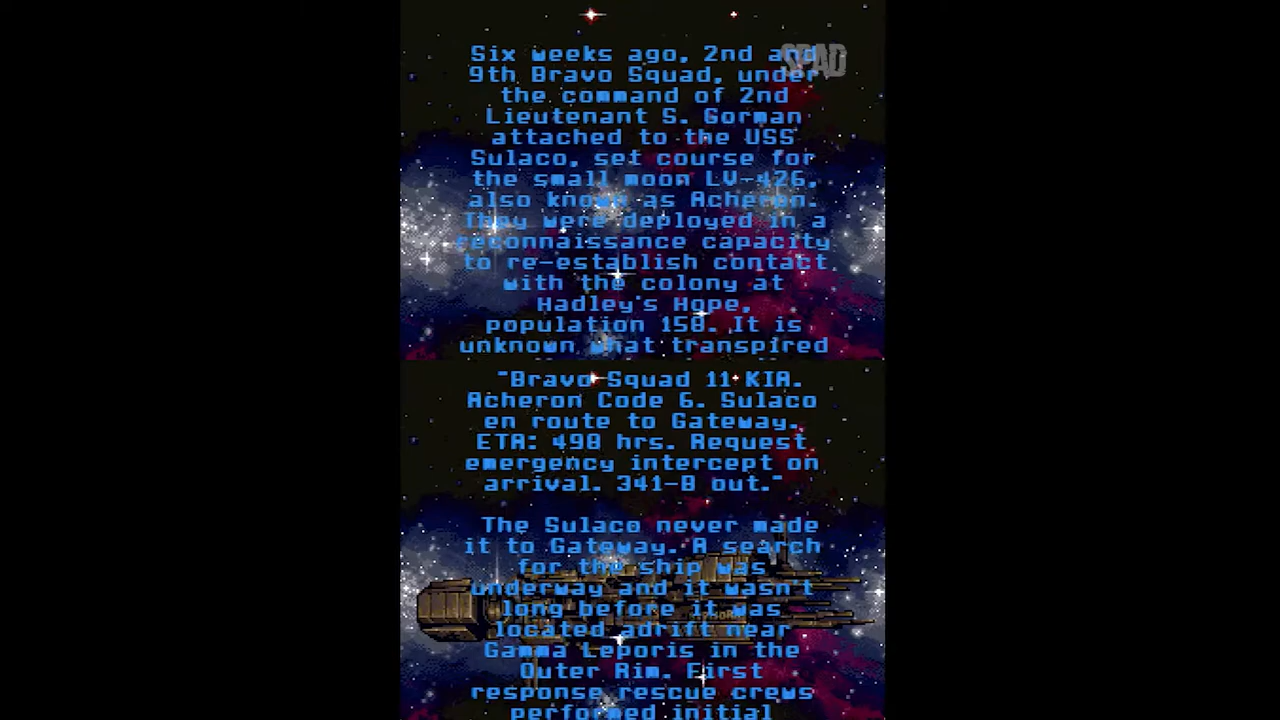 SPAD
Six weeks ago, 2nd and
9th Bravo Squad, under
the command of 2nd
Lieutenant S. Gorman
attached to the USS
Sulaco, set course for
the small moon LV-426,
also known as Acheron.
They were deployed in a
reconnaissance capacity
to re-establish contact
with the colony at
Hadley's Hope,
population 158. It is
unknown what transpired
"Bravo Squad 11 KIA.
Acheron Code 6. Sulaco
en route to Gateway.
ETA: 498 hrs. Request
emergency intercept on
arrival. 341-B out."
The Sulaco never made
it to Gateway. A search
for the ship was
underway and it wasn't
long before it was
located adrift near
Gamma Leporis in the
Outer Rim. First
response rescue crews
performed initial